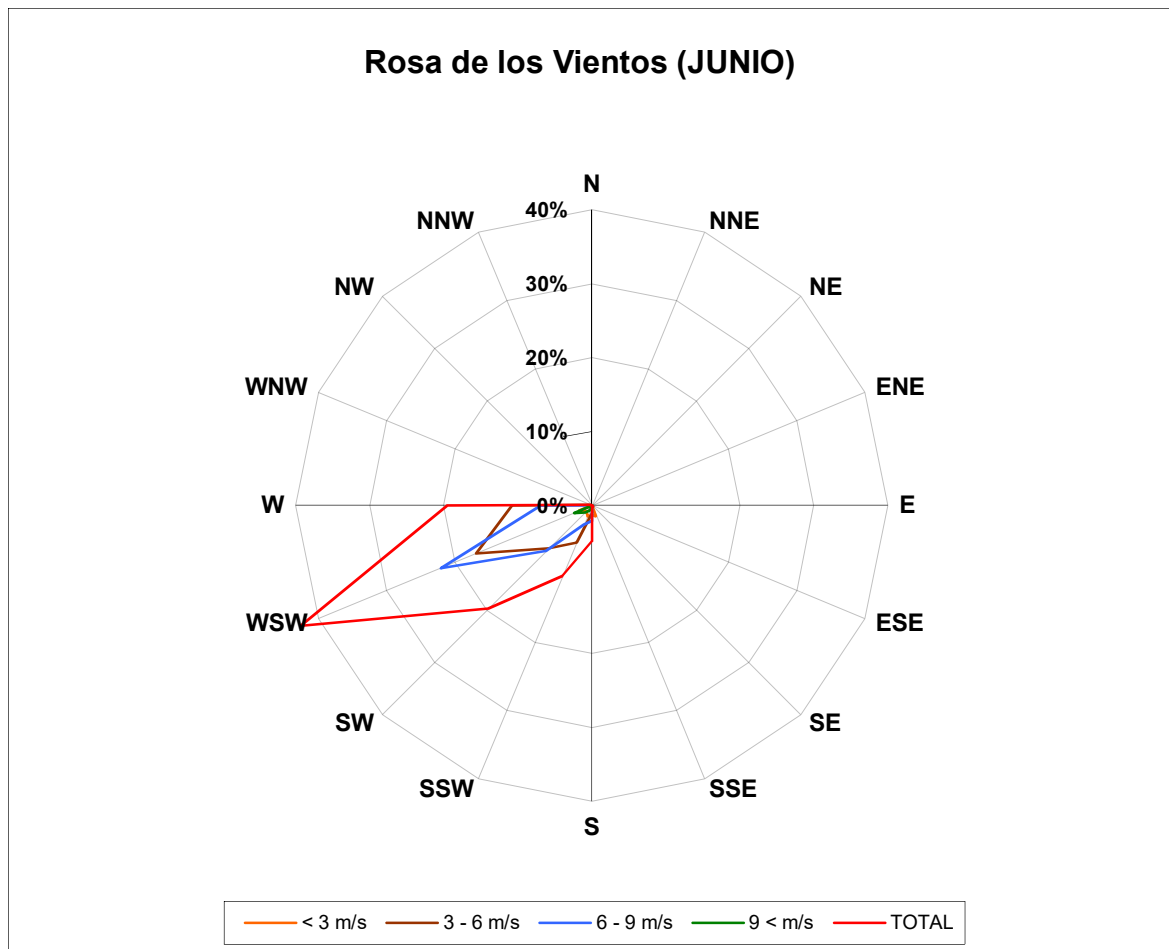 Rosa de los Vientos (JUNIO)
N
40%
NNW
NNE
30%
NW
NE
20%
WNW
ENE
10%
W
0%
E
WSW
ESE
SW
SE
SSW
SSE
S
< 3 m/s 3 - 6 m/s 6 - 9 m/s 9 < m/s TOTAL